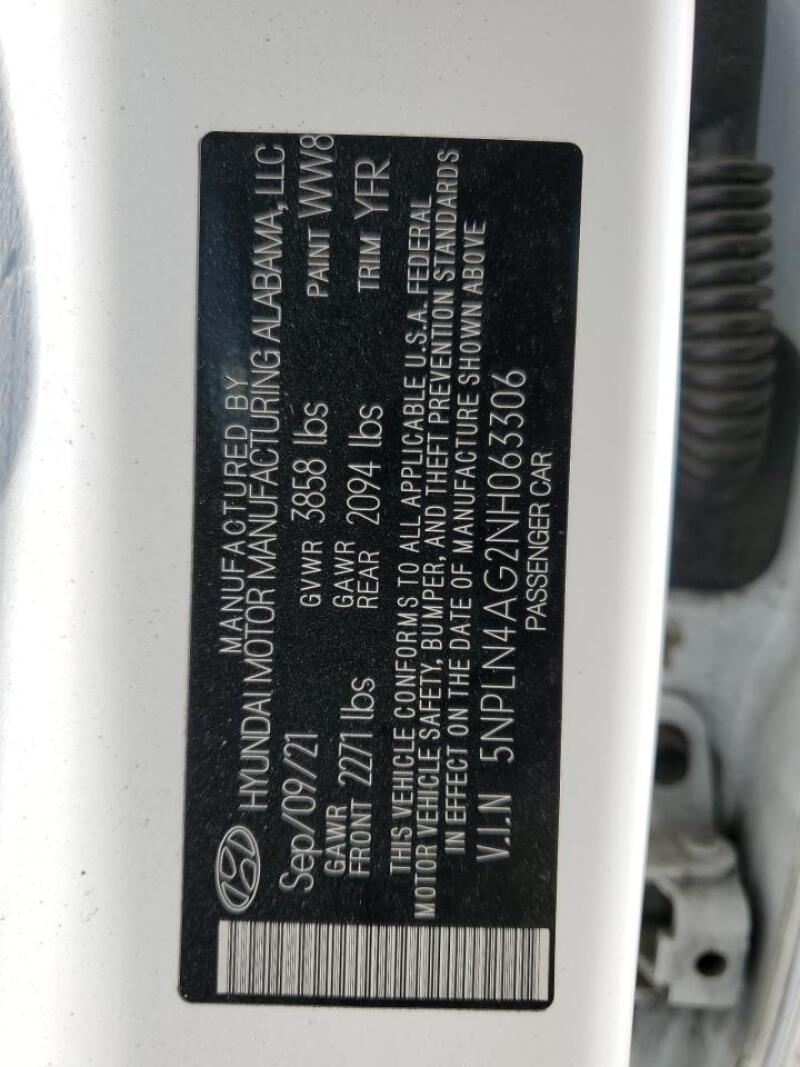 MANUFACTURED BY
HYUNDAI MOTOR MANUFACTURING ALABAMA, LLC
Sep/09/21 GVWR 3858 lbs PAINT WW8
GAWR FRONT 2271 lbs GAWR REAR 2094 lbs TRIM YFR
THIS VEHICLE CONFORMS TO ALL APPLICABLE U.S.A. FEDERAL
MOTOR VEHICLE SAFETY, BUMPER, AND THEFT PREVENTION STANDARDS
IN EFFECT ON THE DATE OF MANUFACTURE SHOWN ABOVE
V.I.N 5NPLN4AG2NH063306
PASSENGER CAR